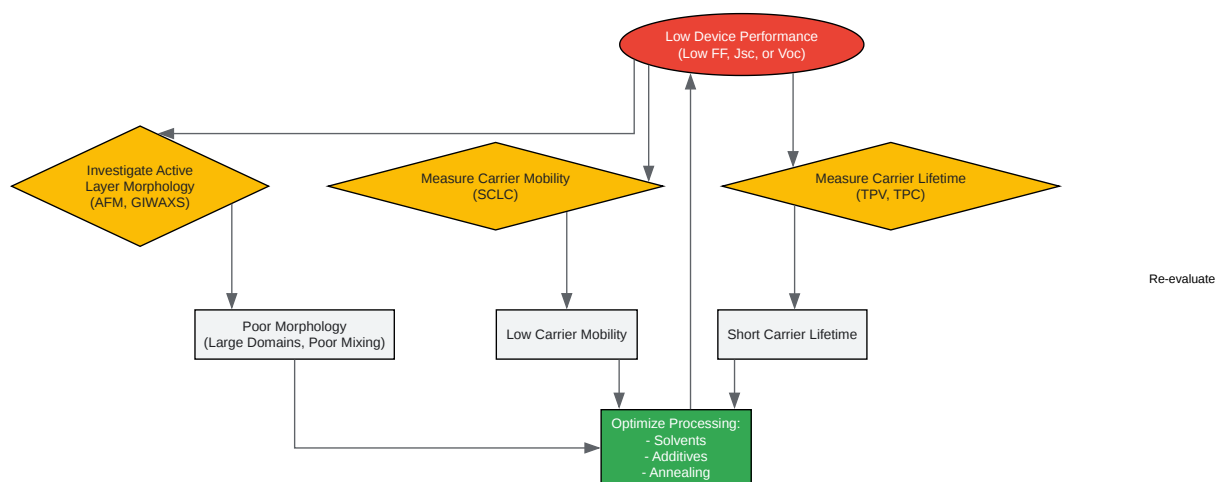 Low Device Performance
(Low FF, Jsc, or Voc)
Investigate Active
Layer Morphology
(AFM, GIWAXS)
Measure Carrier Mobility
(SCLC)
Measure Carrier Lifetime
(TPV, TPC)
Re-evaluate
Poor Morphology
(Large Domains, Poor Mixing)
Low Carrier Mobility
Short Carrier Lifetime
Optimize Processing:
- Solvents
- Additives
- Annealing